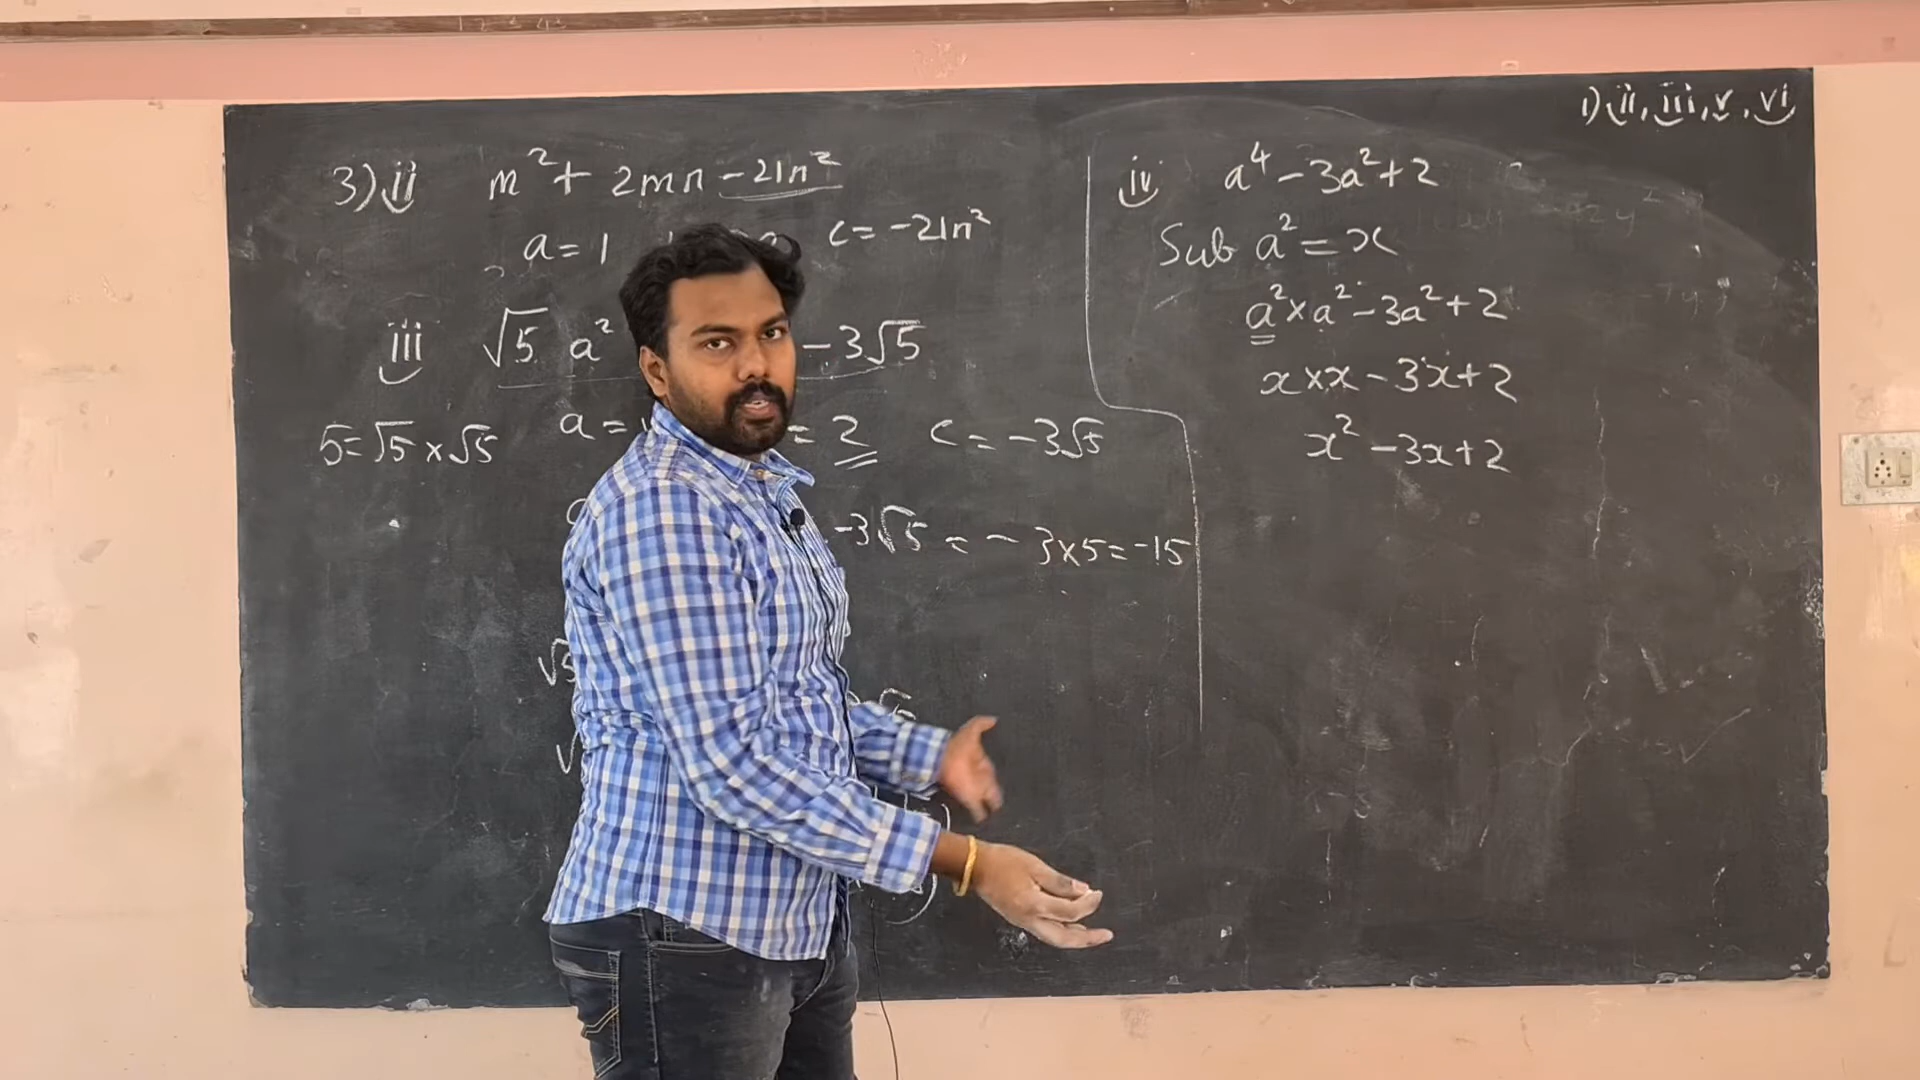 1) ii, iii, v, vi
3) ii m² + 2mn - 21n²
a = 1 c = -21n²
iii √5 a² - 3√5
5 = √5 × √5 a = = 2 c = -3√5
-3√5 = - 3×5 = -15
iv a⁴ - 3a² + 2
Sub a² = x
a² × a² - 3a² + 2
x × x - 3x + 2
x² - 3x + 2